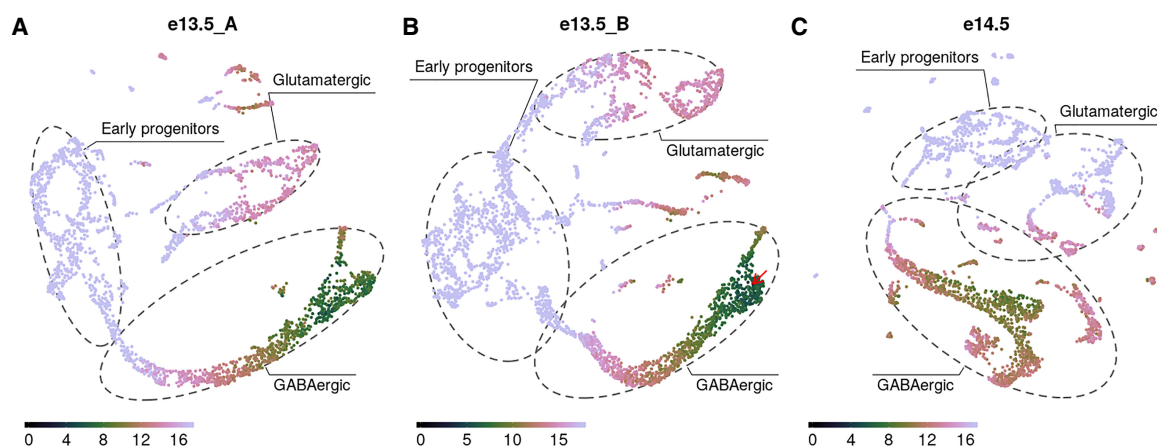 A
e13.5_A
Glutamatergic
Early progenitors
GABAergic
0 4 8 12 16
B
e13.5_B
Early progenitors
Glutamatergic
GABAergic
0 5 10 15
C
e14.5
Early progenitors
Glutamatergic
GABAergic
0 4 8 12 16